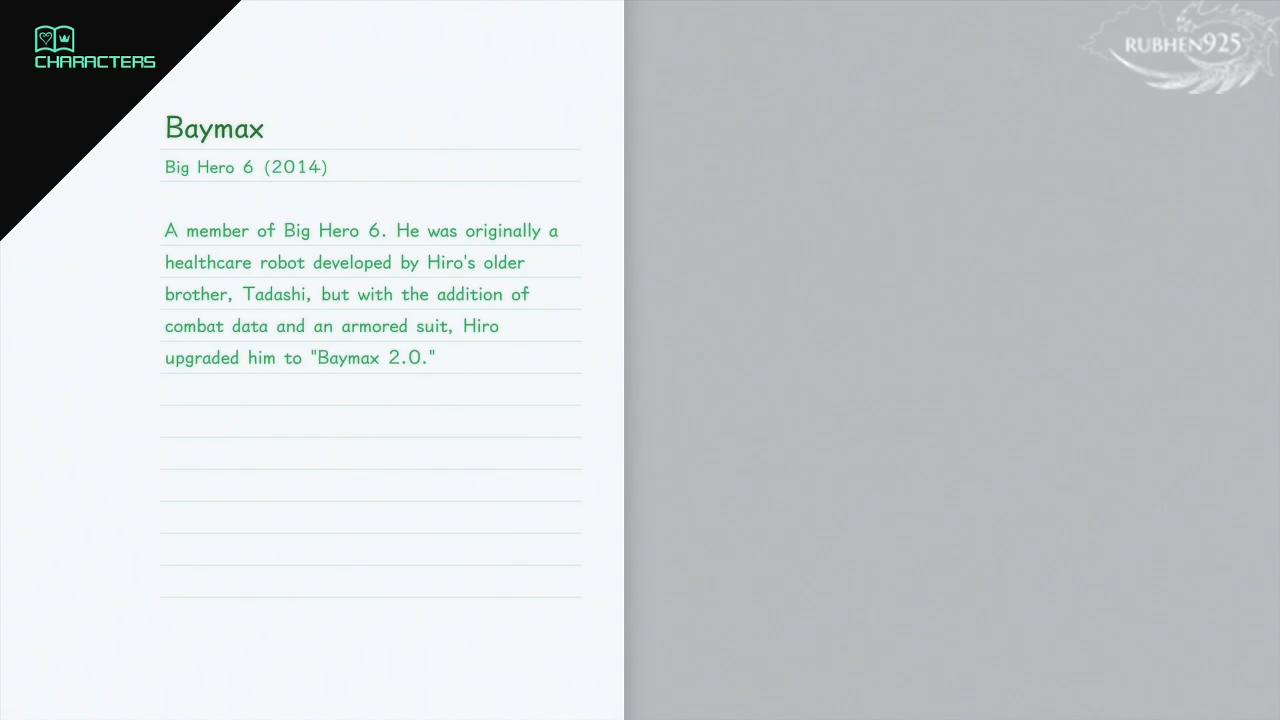 CHARACTERS
RUBHEN925
Baymax
Big Hero 6 (2014)
A member of Big Hero 6. He was originally a
healthcare robot developed by Hiro's older
brother, Tadashi, but with the addition of
combat data and an armored suit, Hiro
upgraded him to "Baymax 2.0."